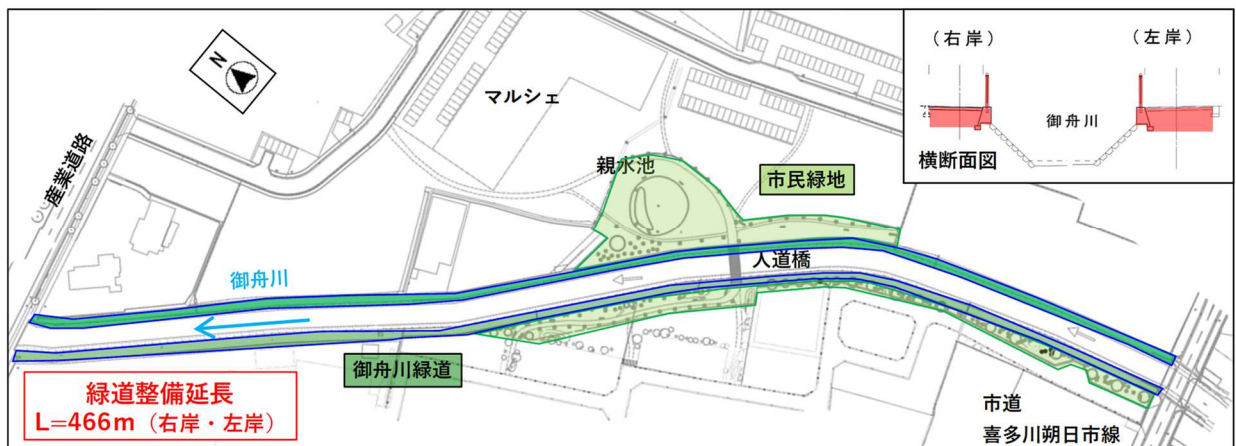 N
産業道路
マルシェ
親水池
市民緑地
人道橋
御舟川
御舟川緑道
緑道整備延長
L=466m（右岸・左岸）
市道
喜多川朔日市線
（右岸）
（左岸）
御舟川
横断面図